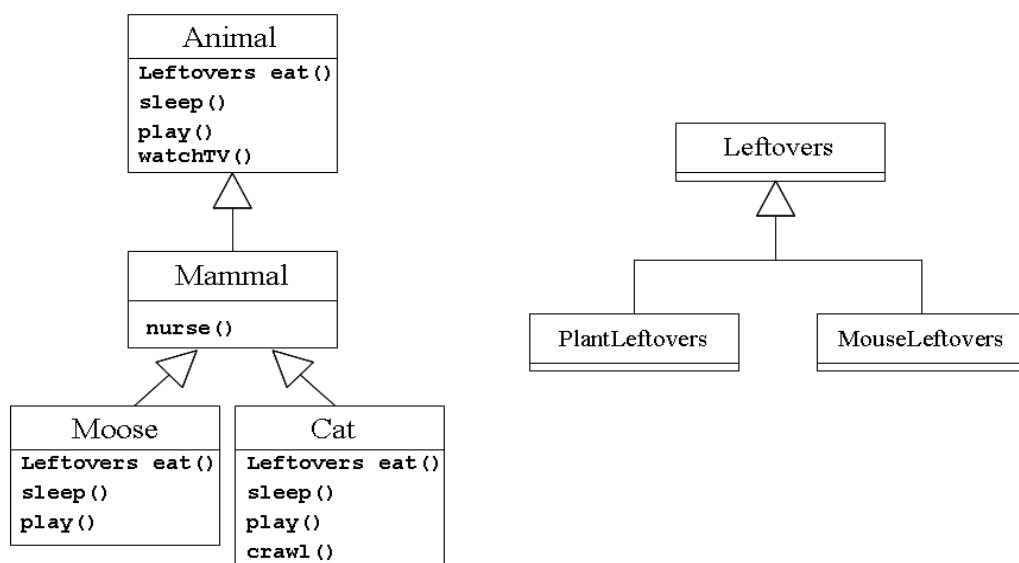 Animal
Leftovers eat()
sleep()
play()
watchTV()
Mammal
nurse()
Moose
Leftovers eat()
sleep()
play()
Cat
Leftovers eat()
sleep()
play()
crawl()
Leftovers
PlantLeftovers
MouseLeftovers